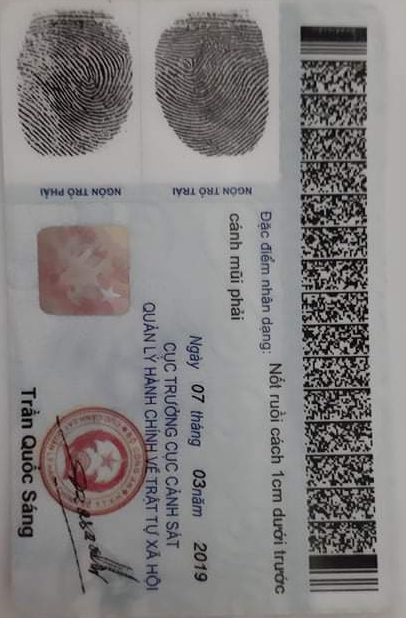 Đặc điểm nhân dạng: Nốt ruồi cách 1cm dưới trước
cánh mũi phải
NGÓN TRỎ TRÁI
NGÓN TRỎ PHẢI
Ngày 07 tháng 03 năm 2019
CỤC TRƯỞNG CỤC CẢNH SÁT
QUẢN LÝ HÀNH CHÍNH VỀ TRẬT TỰ XÃ HỘI
Trần Quốc Sáng